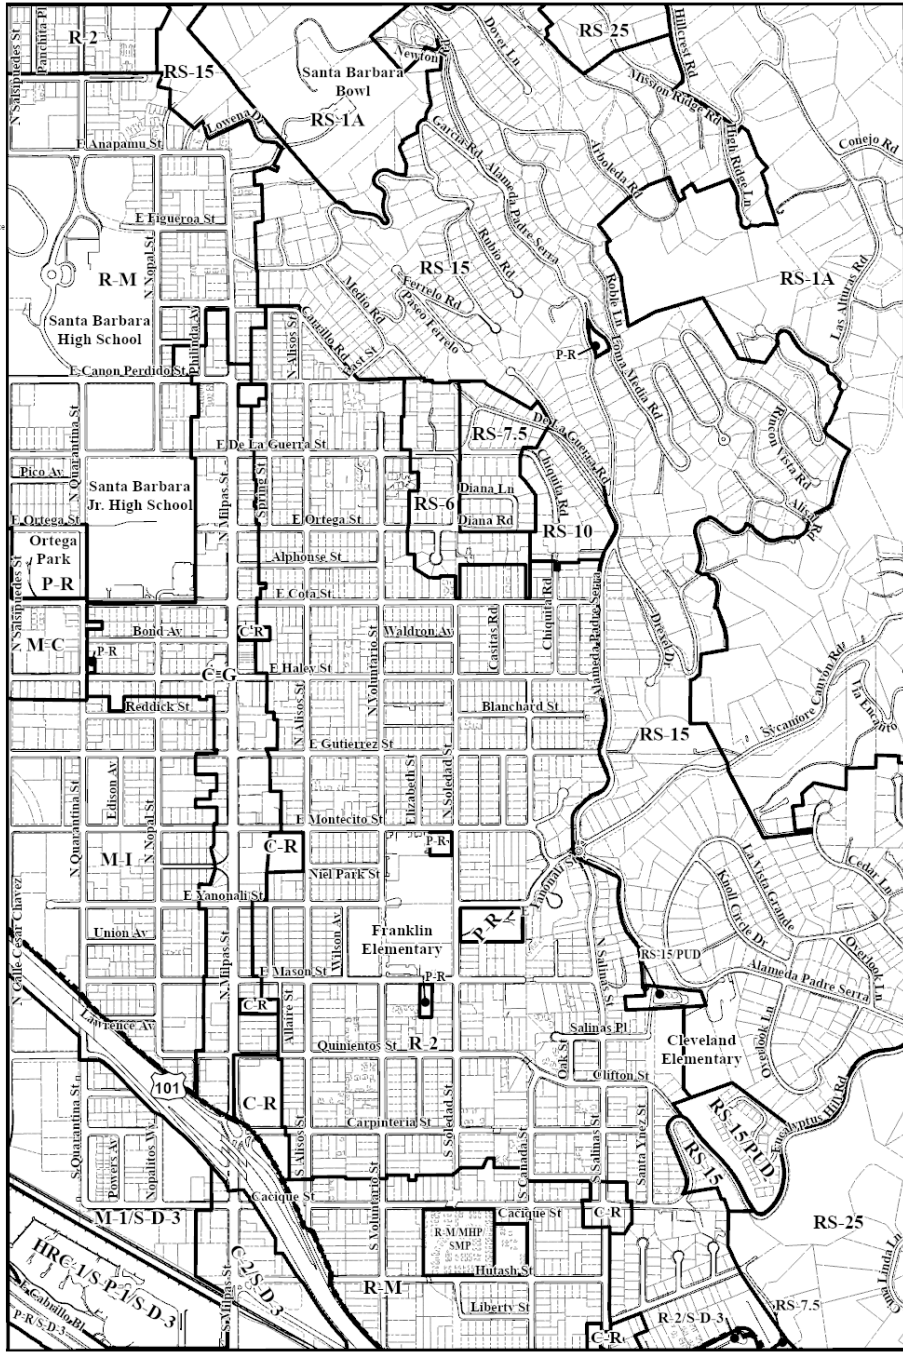 R-2
RS-25
N Salsipuedes St
Panchita Pl
Dover Ln
Hillcrest Rd
Newton
RS-15
Santa Barbara
Bowl
RS-1A
Mission Ridge Rd
Lowena Dr
E Anapamu St
Garcia Rd
High Ridge Ln
Conejo Rd
Arboleda Rd
Alameda Padre Serra
E Figueroa St
N Nopal St
R-M
RS-15
Rubio Rd
RS-1A
Medio Rd
Ferrelo Rd
Paseo Ferrelo
Roble Ln
Las Alturas Rd
Santa Barbara
High School
Philinda Av
N Alisos St
Carrillo Rd
East St
P-R
Loma Media Rd
E Canon Perdido St
N Quarantina St
E De La Guerra St
RS-7.5
De La Guerra Rd
Rincon Vista Rd
Pico Av
Santa Barbara
Jr. High School
N Milpas St
Spring St
Diana Ln
Chiquita Rd
Alisos Rd
E Ortega St
E Ortega St
RS-6
Diana Rd
RS-10
Ortega
Park
P-R
Alphonse St
E Cota St
N Salsipuedes St
M-C
Bond Av
C-R
Waldron Av
Casitas Rd
Chiquita Rd
Alameda Padre Serra
Drexel Dr
P-R
C-G
E Haley St
N Voluntario St
Sycamore Canyon Rd
Via Encanto
Reddick St
N Alisos St
Blanchard St
RS-15
E Gutierrez St
Edison Av
Elizabeth St
N Soledad St
N Quarantina St
N Nopal St
E Montecito St
M-I
C-R
P-R
La Vista Grande
Cedar Ln
Niel Park St
E Yanonali St
E Yanonali St
Knoll Circle Dr
N Calle Cesar Chavez
Union Av
Wilson Av
Franklin
Elementary
P-R
Overlook Ln
N Milpas St
E Mason St
P-R
N Salinas St
RS-15/PUD
Alameda Padre Serra
C-R
Allaire St
Lawrence Av
Salinas Pl
Overlook Ln
Quinientos St
R-2
Oak St
Cleveland
Elementary
101
Clifton St
C-R
Eucalyptus Hill Rd
S Quarantina St
Carpinteria St
S Soledad St
RS-15/PUD
Powers Av
Nopalitos Wy
S Alisos St
S Canada St
S Salinas St
Santa Ynez St
RS-15
Cacique St
S Voluntario St
M-1/S-D-3
Cacique St
C-R
RS-25
R-M/MHP
SMP
HRC-1/S-P-1/S-D-3
C-2/S-D-3
Hutash St
R-M
E Cabrillo Bl
S Milpas St
Liberty St
R-2/S-D-3
RS-7.5
Cima Linda Ln
P-R/S-D-3
C-R